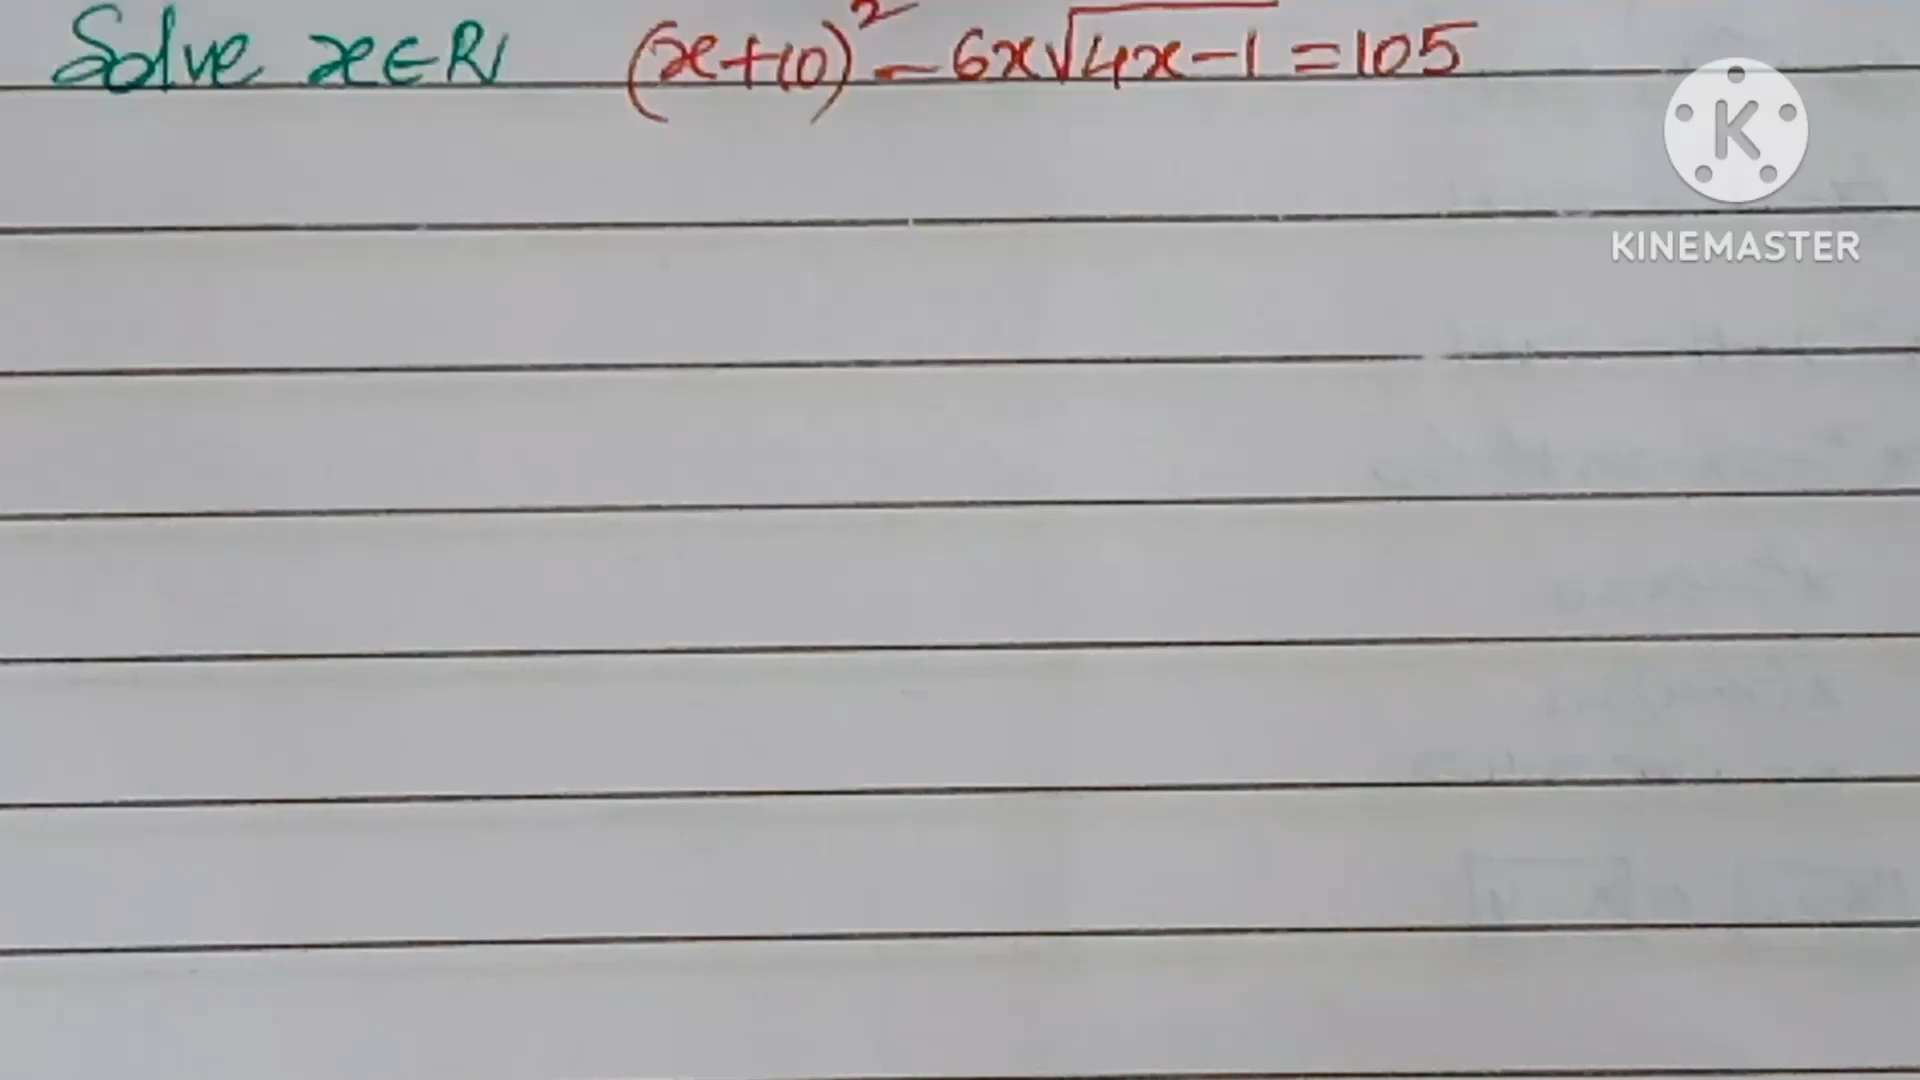 Solve x∈R (x+10)² - 6x√4x-1 = 105
K
KINEMASTER